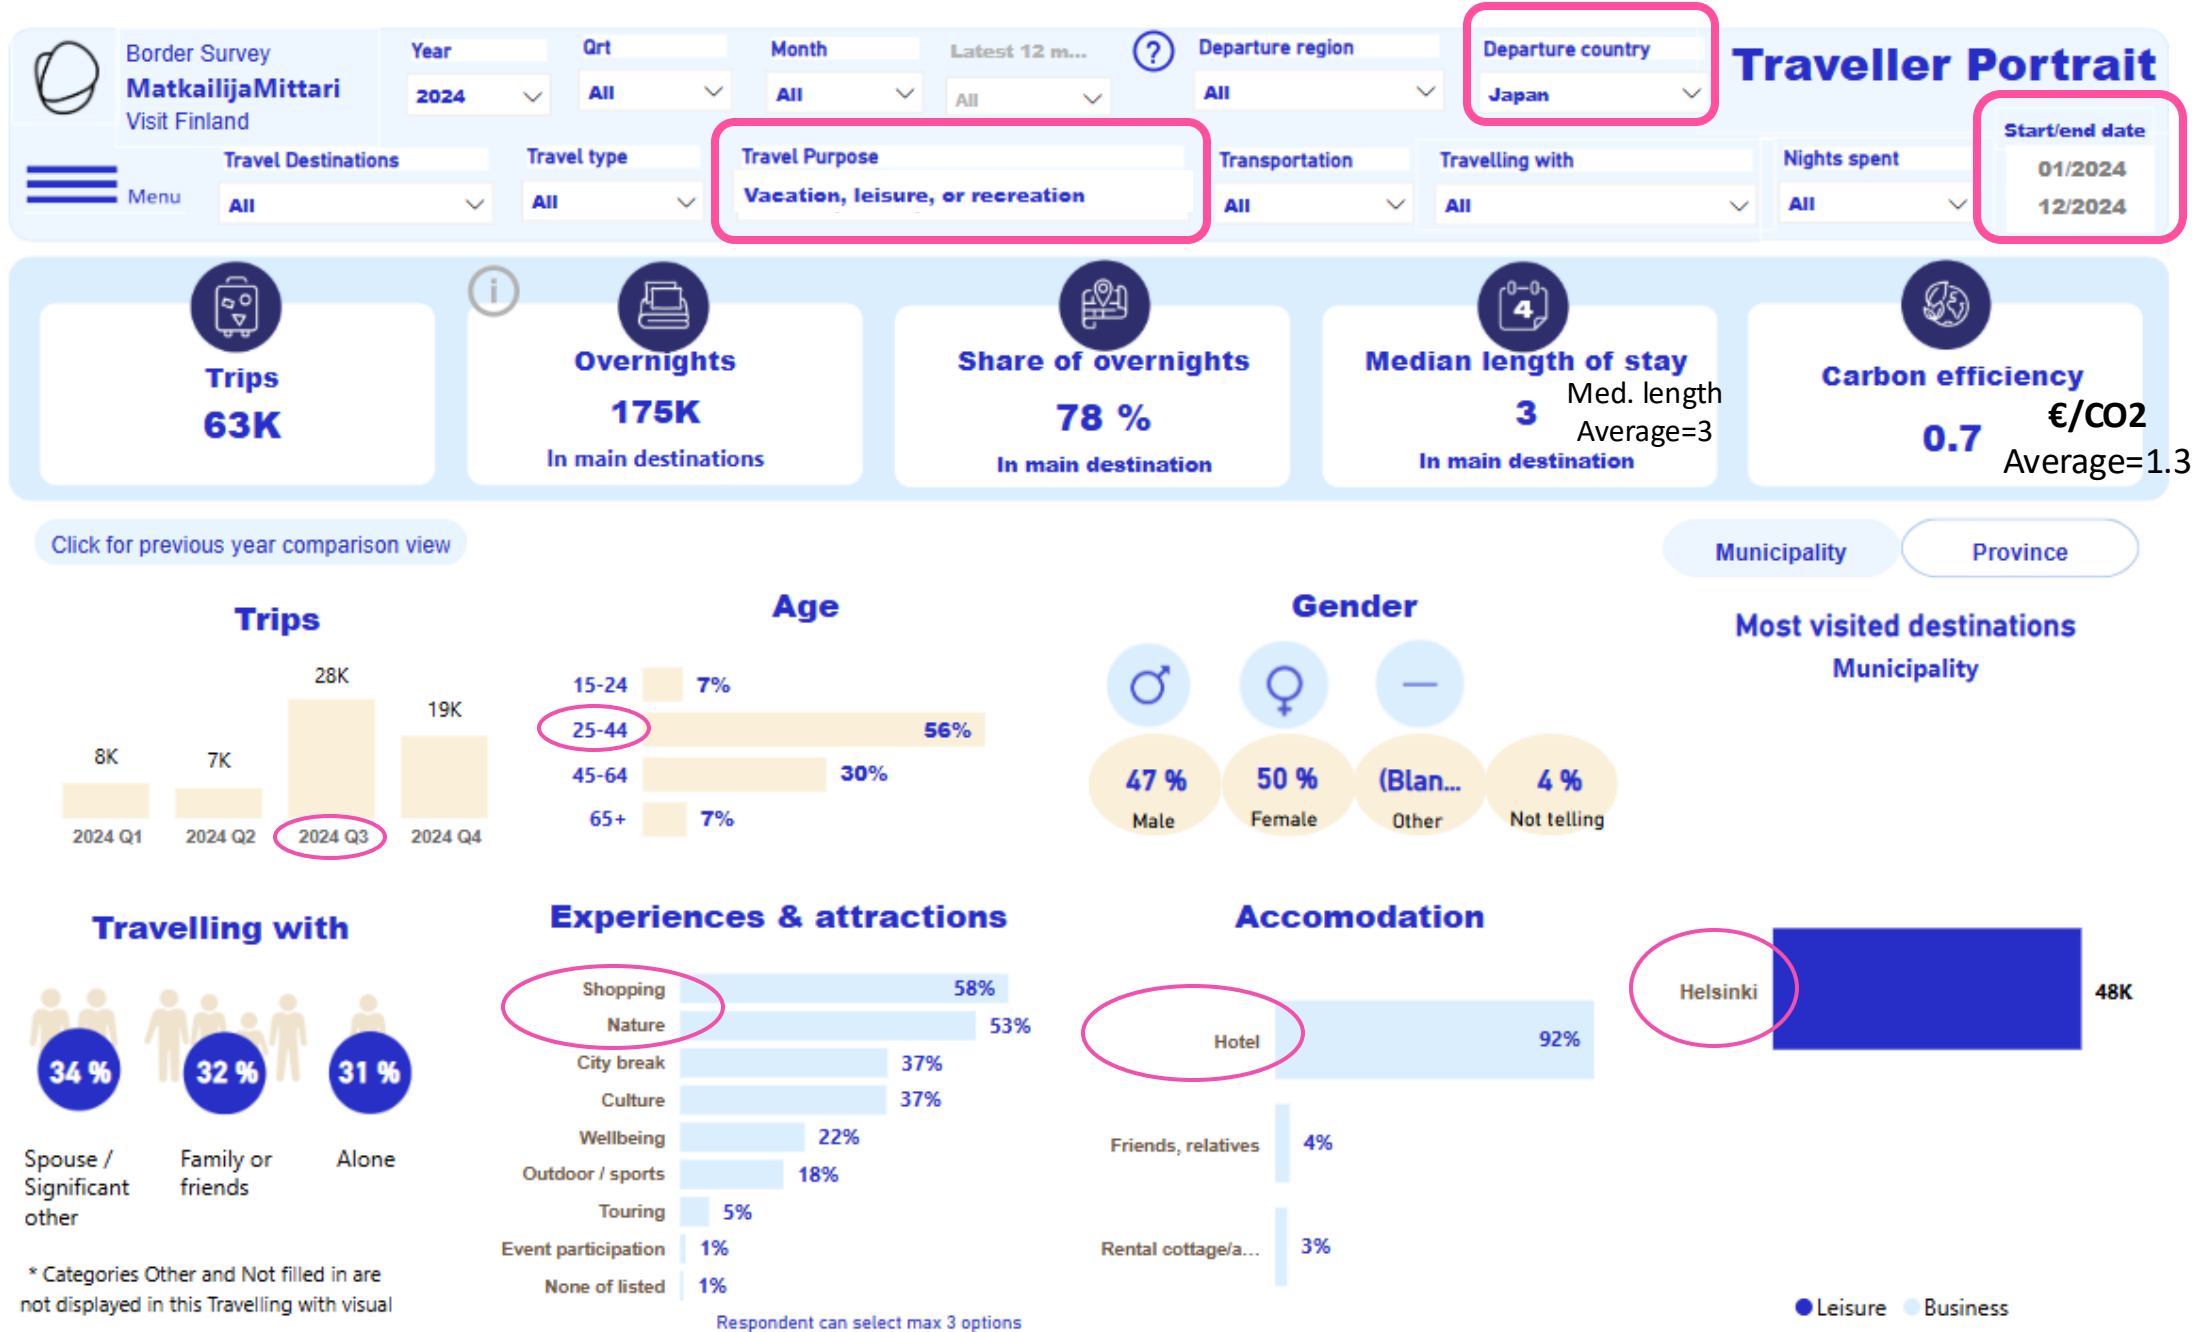 Border Survey
MatkailijaMittari
Visit Finland
Menu
Year
2024
Qrt
All
Month
All
Latest 12 m...
All
?
Departure region
All
Departure country
Japan
Traveller Portrait
Travel Destinations
All
Travel type
All
Travel Purpose
Vacation, leisure, or recreation
Transportation
All
Travelling with
All
Nights spent
All
Start/end date
01/2024
12/2024
Trips
63K
i
Overnights
175K
In main destinations
Share of overnights
78 %
In main destination
4
Median length of stay
3
Med. length
Average=3
In main destination
Carbon efficiency
0.7
€/CO2
Average=1.3
Click for previous year comparison view
Municipality
Province
Trips
8K
7K
28K
19K
2024 Q1
2024 Q2
2024 Q3
2024 Q4
Age
15-24 7%
25-44 56%
45-64 30%
65+ 7%
Gender
47 %
Male
50 %
Female
(Blan...
Other
4 %
Not telling
Most visited destinations
Municipality
Helsinki 48K
Leisure Business
Travelling with
34 %
32 %
31 %
Spouse /
Significant
other
Family or
friends
Alone
* Categories Other and Not filled in are
not displayed in this Travelling with visual
Experiences & attractions
Shopping 58%
Nature 53%
City break 37%
Culture 37%
Wellbeing 22%
Outdoor / sports 18%
Touring 5%
Event participation 1%
None of listed 1%
Respondent can select max 3 options
Accomodation
Hotel 92%
Friends, relatives 4%
Rental cottage/a... 3%